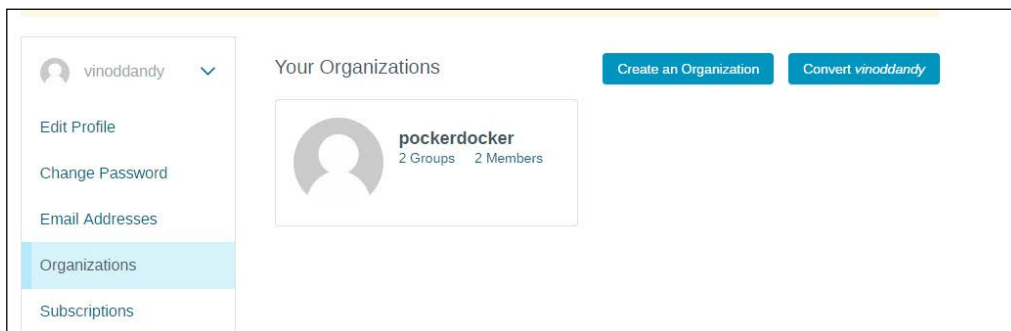 vinoddandy
Edit Profile
Change Password
Email Addresses
Organizations
Subscriptions
Your Organizations
Create an Organization
Convert vinoddandy
pockerdocker
2 Groups 2 Members